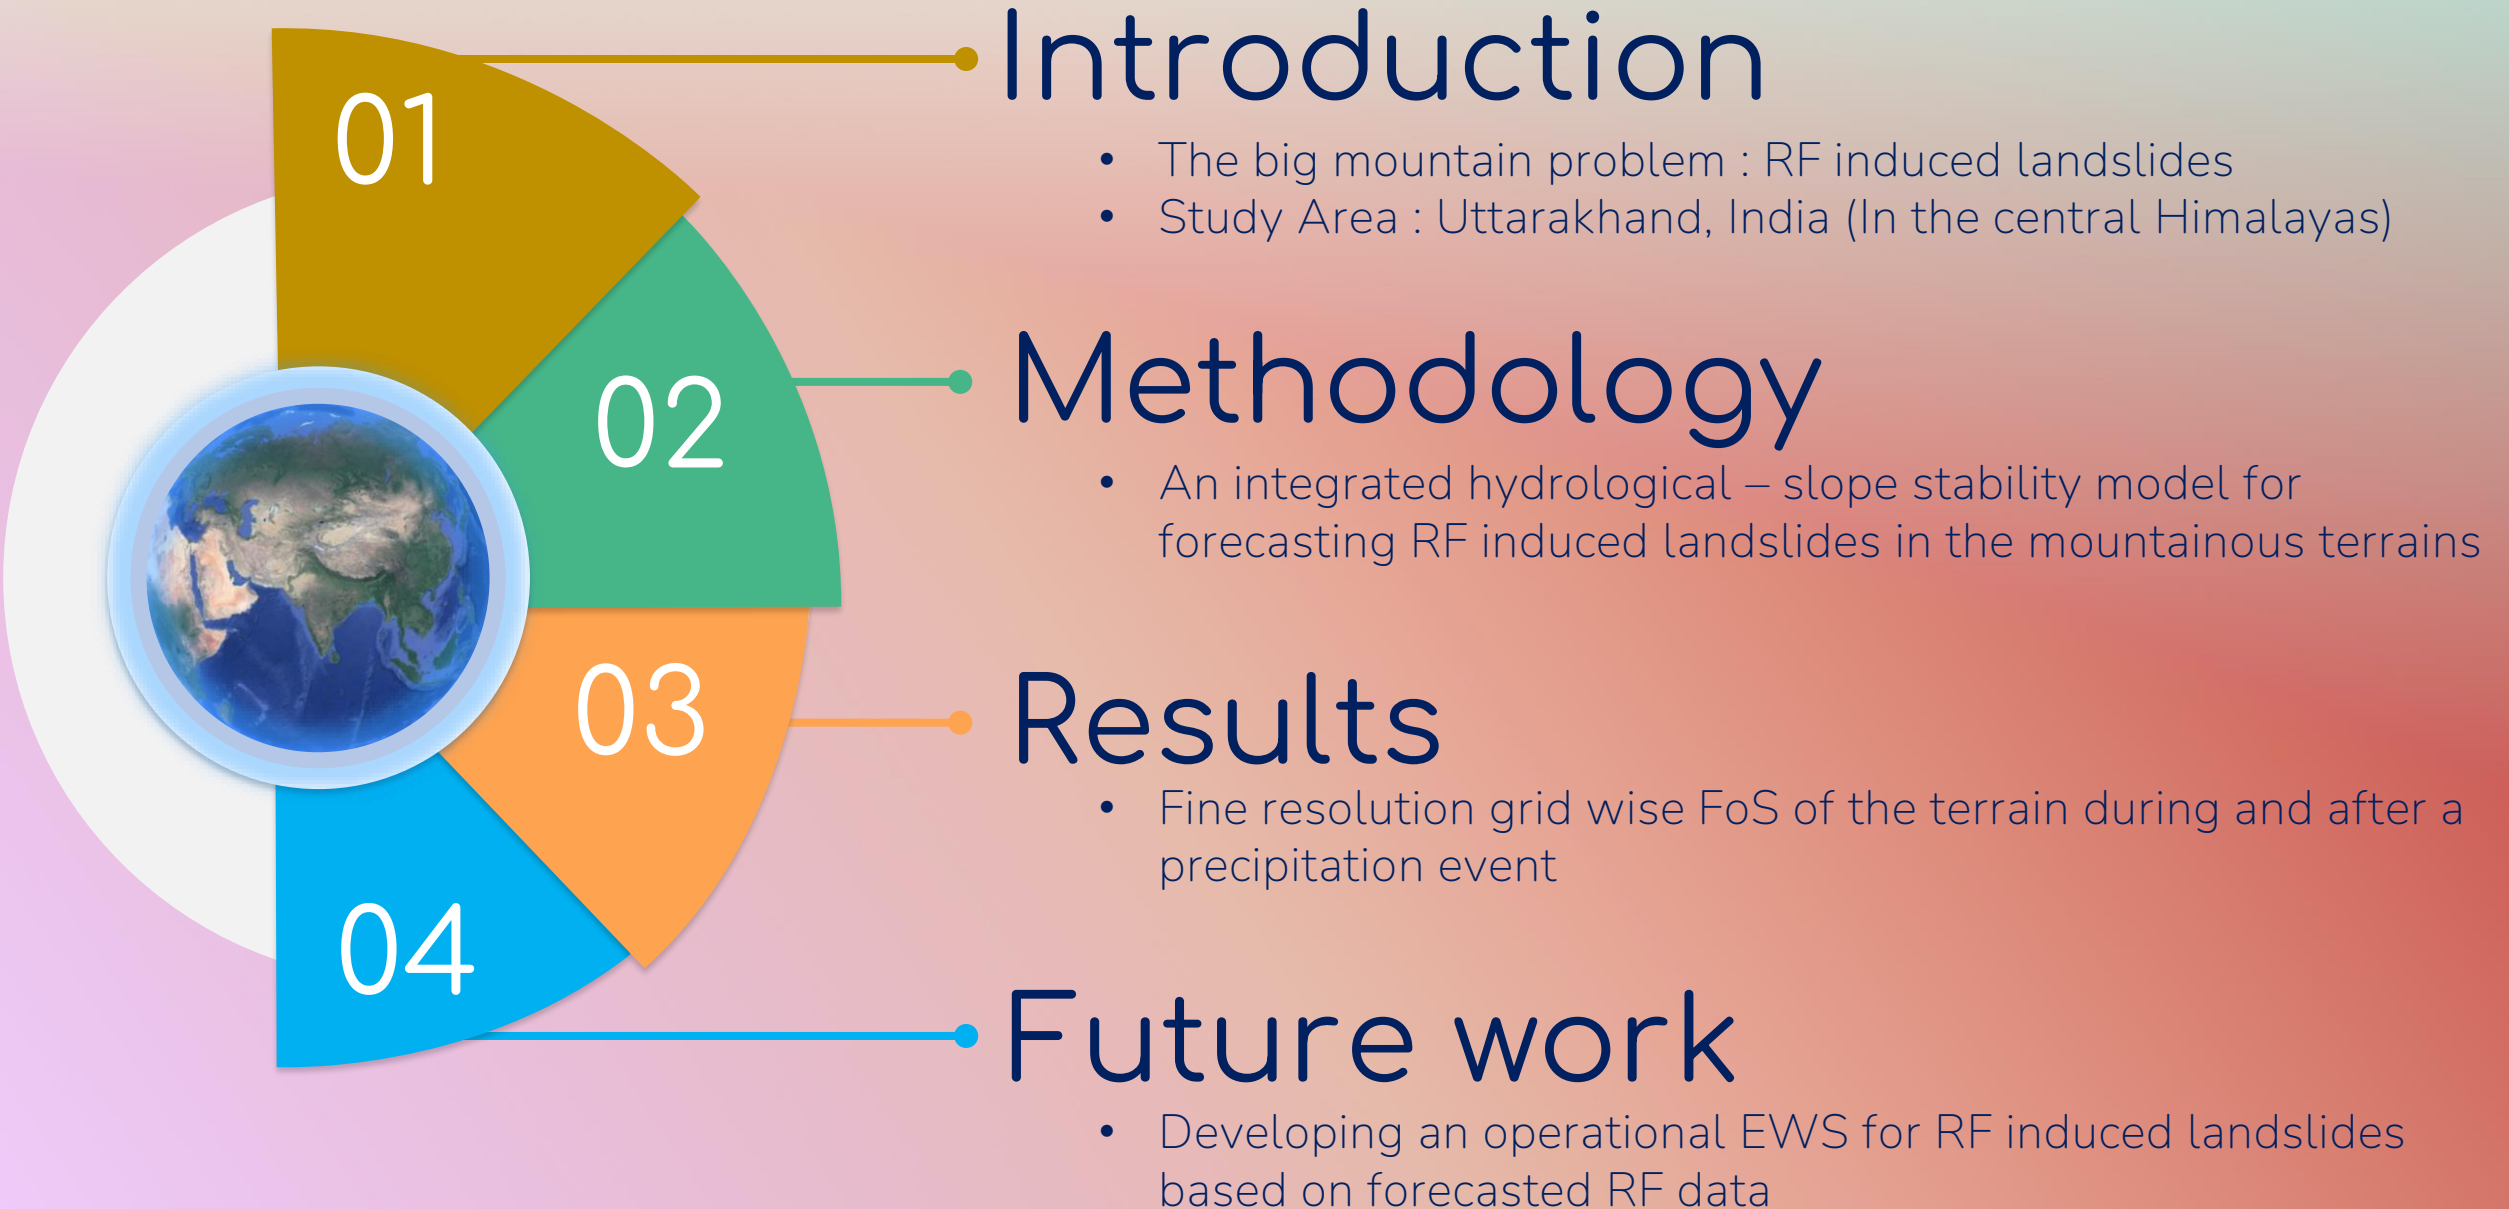 01
Introduction
• The big mountain problem : RF induced landslides
• Study Area : Uttarakhand, India (In the central Himalayas)
02
Methodology
• An integrated hydrological – slope stability model for
forecasting RF induced landslides in the mountainous terrains
03
Results
• Fine resolution grid wise FoS of the terrain during and after a
precipitation event
04
Future work
• Developing an operational EWS for RF induced landslides
based on forecasted RF data